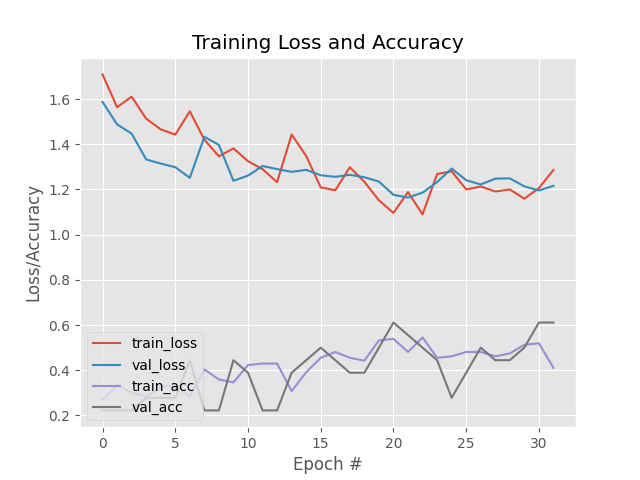 Training Loss and Accuracy
Loss/Accuracy
1.6
1.4
1.2
1.0
0.8
0.6
0.4
0.2
train_loss
val_loss
train_acc
val_acc
0 5 10 15 20 25 30
Epoch #